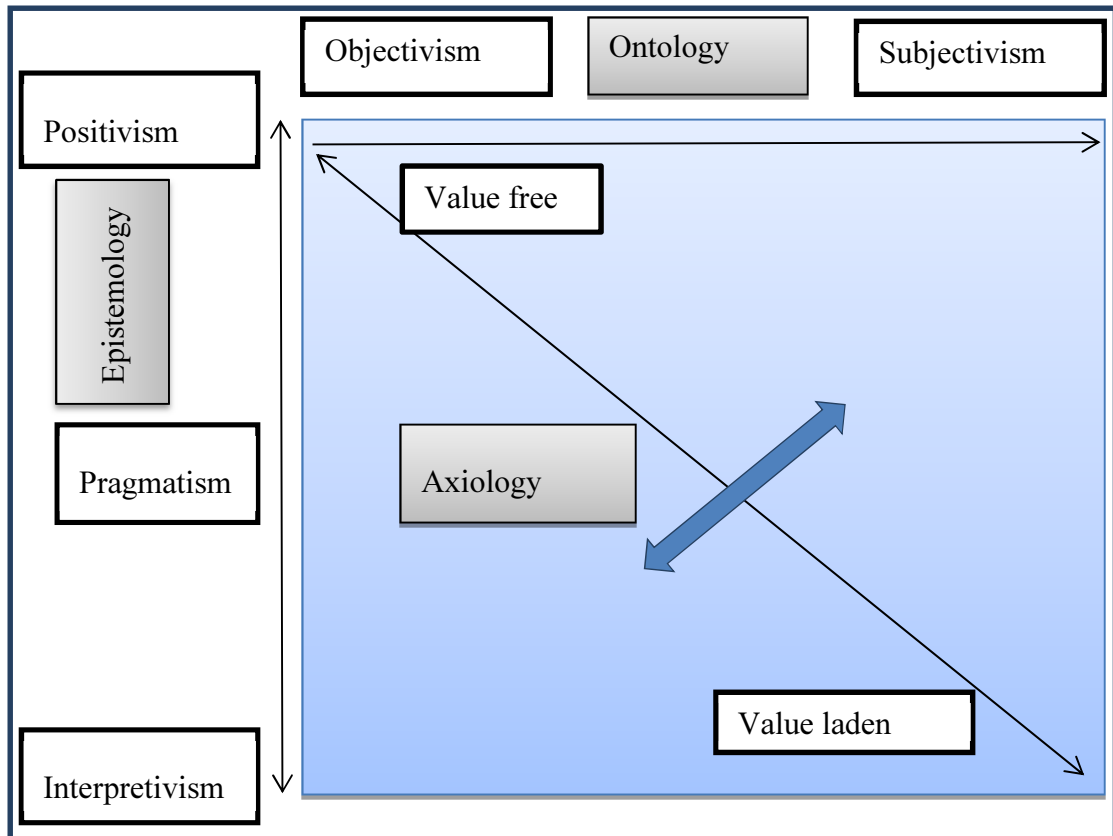 Objectivism
Ontology
Subjectivism
Positivism
Value free
Epistemology
Pragmatism
Axiology
Value laden
Interpretivism